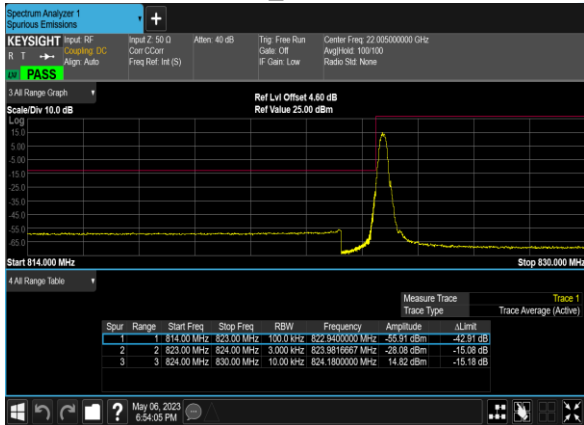 Spectrum Analyzer 1
Spurious Emissions
+
KEYSIGHT Input: RF Input Z: 50 Ω Atten: 40 dB Trig: Free Run Center Freq: 22.005000000 GHz
R T Coupling: DC Corr CCorr Gate: Off Avg|Hold: 100/100
Align: Auto Freq Ref: Int (S) IF Gain: Low Radio Std: None
PASS
3 All Range Graph
Ref Lvl Offset 4.60 dB
Scale/Div 10.0 dB Ref Value 25.00 dBm
Log
15.0
5.00
-5.00
-15.0
-25.0
-35.0
-45.0
-55.0
-65.0
Start 814.000 MHz Stop 830.000 MHz
4 All Range Table
Measure Trace Trace 1
Trace Type Trace Average (Active)
Spur Range Start Freq Stop Freq RBW Frequency Amplitude ΔLimit
1 1 814.00 MHz 823.00 MHz 100.0 kHz 822.9400000 MHz -55.91 dBm -42.91 dB
2 2 823.00 MHz 824.00 MHz 3.000 kHz 823.9816667 MHz -28.08 dBm -15.08 dB
3 3 824.00 MHz 830.00 MHz 10.00 kHz 824.1800000 MHz 14.82 dBm -15.18 dB
?
May 06, 2023
6:54:05 PM